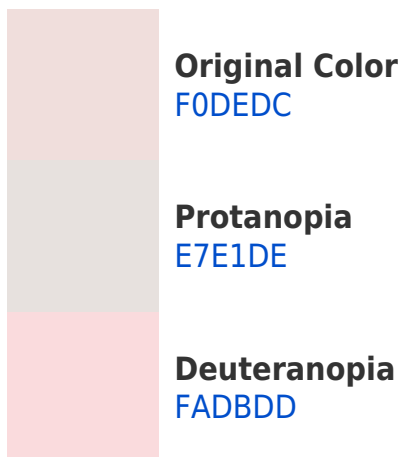 Original Color
F0DEDC
Protanopia
E7E1DE
Deuteranopia
FADBDD